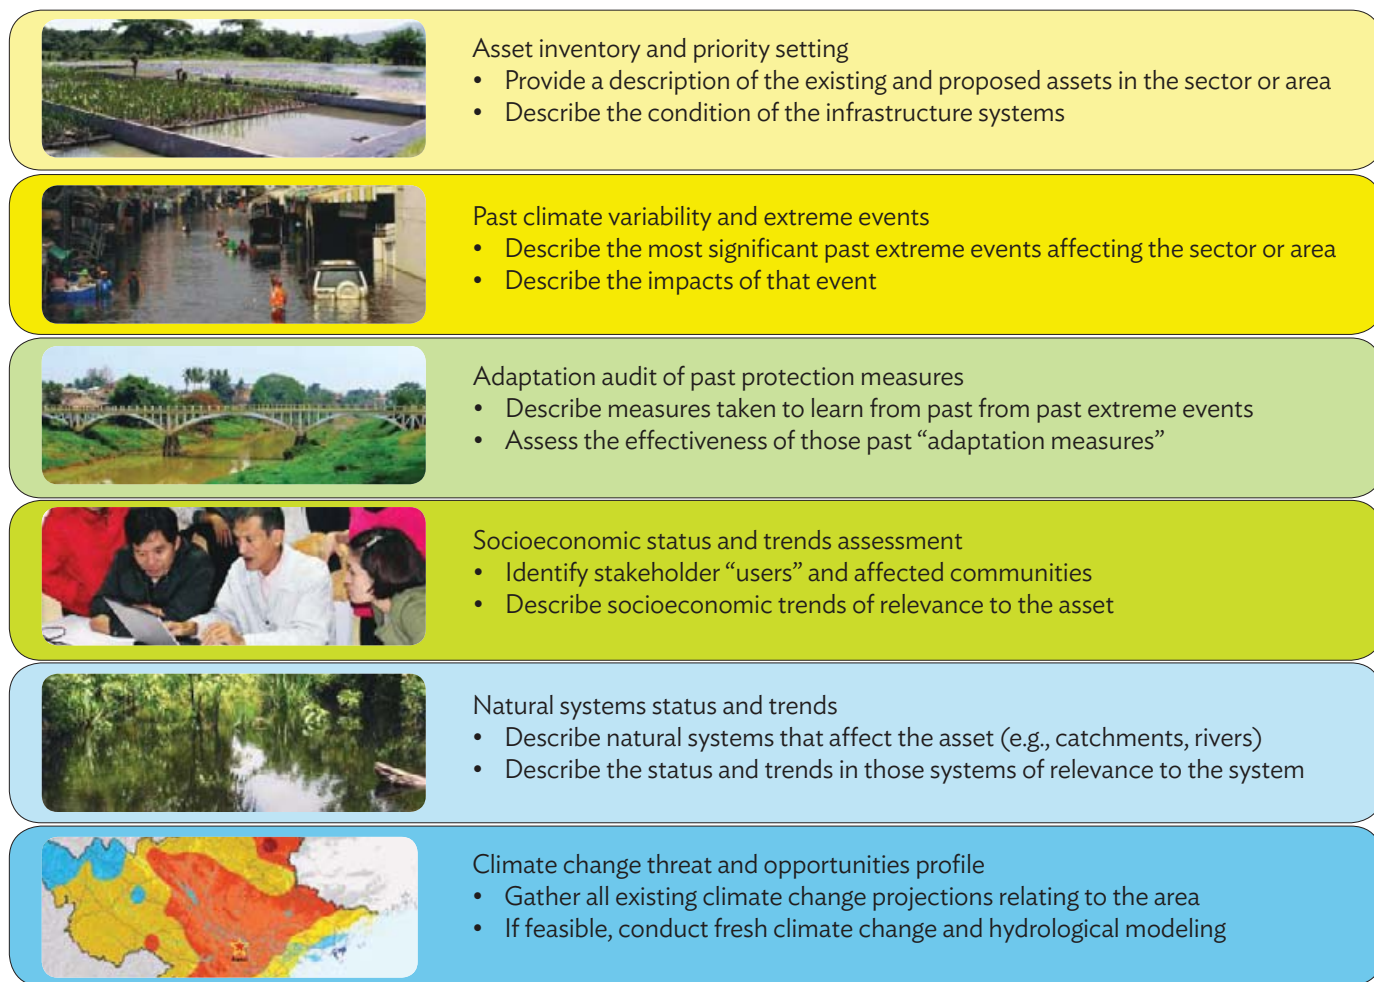 Asset inventory and priority setting
• Provide a description of the existing and proposed assets in the sector or area
• Describe the condition of the infrastructure systems
Past climate variability and extreme events
• Describe the most significant past extreme events affecting the sector or area
• Describe the impacts of that event
Adaptation audit of past protection measures
• Describe measures taken to learn from past from past extreme events
• Assess the effectiveness of those past “adaptation measures”
Socioeconomic status and trends assessment
• Identify stakeholder “users” and affected communities
• Describe socioeconomic trends of relevance to the asset
Natural systems status and trends
• Describe natural systems that affect the asset (e.g., catchments, rivers)
• Describe the status and trends in those systems of relevance to the system
Climate change threat and opportunities profile
• Gather all existing climate change projections relating to the area
• If feasible, conduct fresh climate change and hydrological modeling